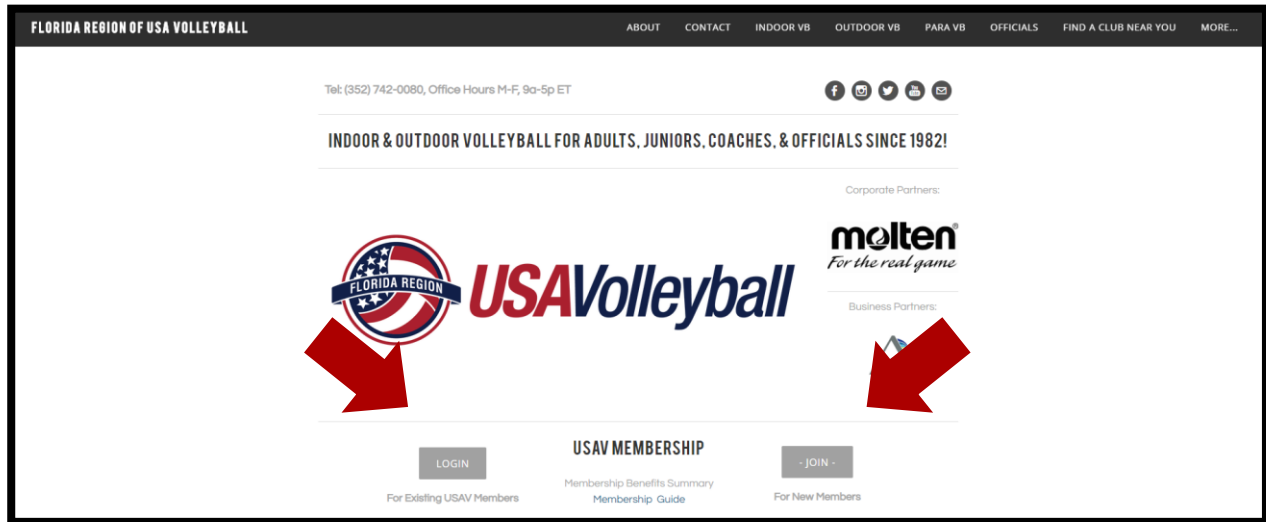 FLORIDA REGION OF USA VOLLEYBALL
ABOUT CONTACT INDOOR VB OUTDOOR VB PARA VB OFFICIALS FIND A CLUB NEAR YOU MORE...
Tel: (352) 742-0080, Office Hours M-F, 9a-5p ET
INDOOR & OUTDOOR VOLLEYBALL FOR ADULTS, JUNIORS, COACHES, & OFFICIALS SINCE 1982!
Corporate Partners:
molten®
For the real game
FLORIDA REGION
USAVolleyball
Business Partners:
USAV MEMBERSHIP
LOGIN
- JOIN -
Membership Benefits Summary
For Existing USAV Members
Membership Guide
For New Members